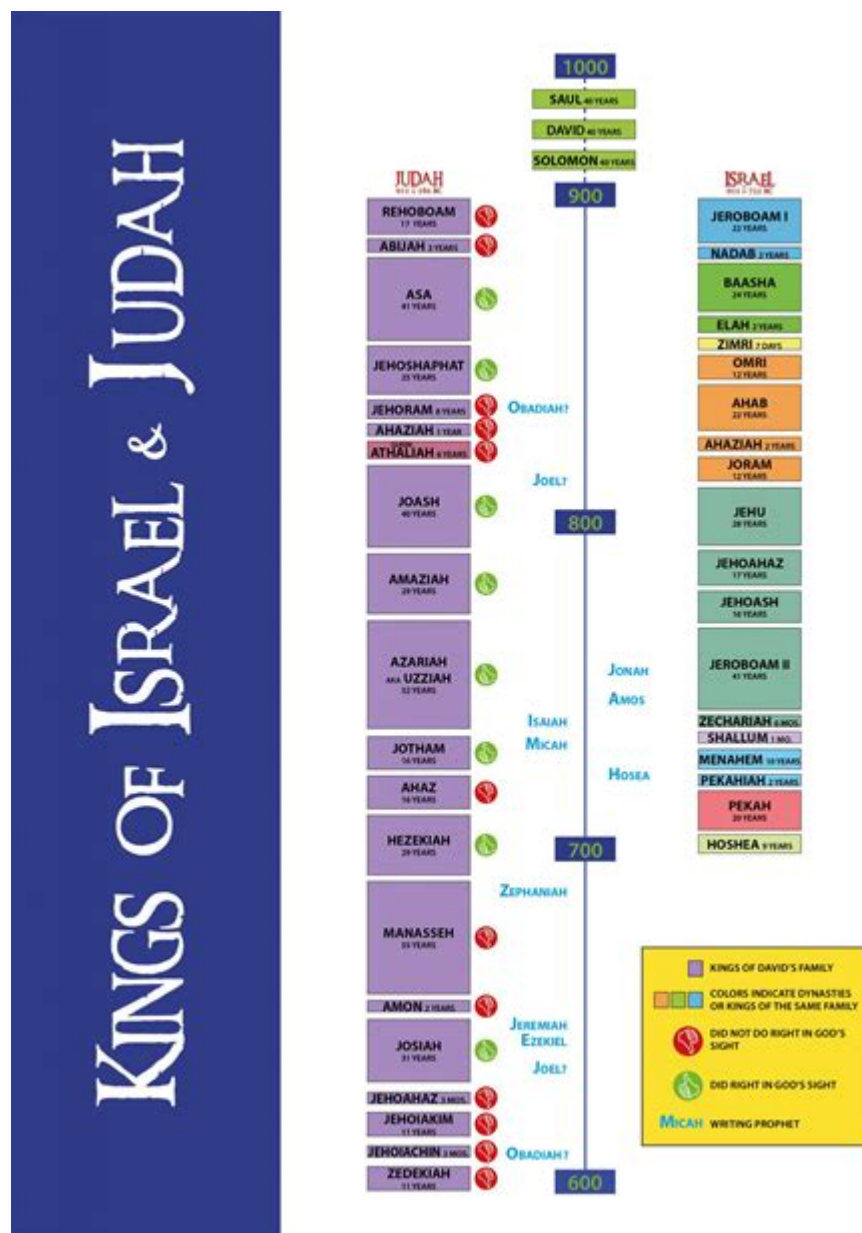 KINGS OF ISRAEL & JUDAH
1000
SAUL 40 YEARS
DAVID 40 YEARS
SOLOMON 40 YEARS
900
800
700
600
JUDAH
REHOBOAM
17 YEARS
ABIJAH 3 YEARS
ASA
41 YEARS
JEHOSHAPHAT
25 YEARS
JEHORAM 8 YEARS
AHAZIAH 1 YEAR
ATHALIAH 6 YEARS
JOASH
40 YEARS
AMAZIAH
29 YEARS
AZARIAH
AKA UZZIAH
52 YEARS
JOTHAM
16 YEARS
AHAZ
16 YEARS
HEZEKIAH
29 YEARS
MANASSEH
55 YEARS
AMON 2 YEARS
JOSIAH
31 YEARS
JEHOAHAZ 3 MOS.
JEHOIAKIM
11 YEARS
JEHOIACHIN 3 MOS.
ZEDEKIAH
11 YEARS
OBADIAH?
JOEL?
ISAIAH
MICAH
ZEPHANIAH
JEREMIAH
EZEKIEL
JOEL?
OBADIAH?
JONAH
AMOS
HOSEA
ISRAEL
JEROBOAM I
22 YEARS
NADAB 2 YEARS
BAASHA
24 YEARS
ELAH 2 YEARS
ZIMRI 7 DAYS
OMRI
12 YEARS
AHAB
22 YEARS
AHAZIAH 2 YEARS
JORAM
12 YEARS
JEHU
28 YEARS
JEHOAHAZ
17 YEARS
JEHOASH
16 YEARS
JEROBOAM II
41 YEARS
ZECHARIAH 6 MOS.
SHALLUM 1 MO.
MENAHEM 10 YEARS
PEKAHIAH 2 YEARS
PEKAH
20 YEARS
HOSHEA 9 YEARS
KINGS OF DAVID'S FAMILY
COLORS INDICATE DYNASTIES
OR KINGS OF THE SAME FAMILY
DID NOT DO RIGHT IN GOD'S
SIGHT
DID RIGHT IN GOD'S SIGHT
MICAH WRITING PROPHET